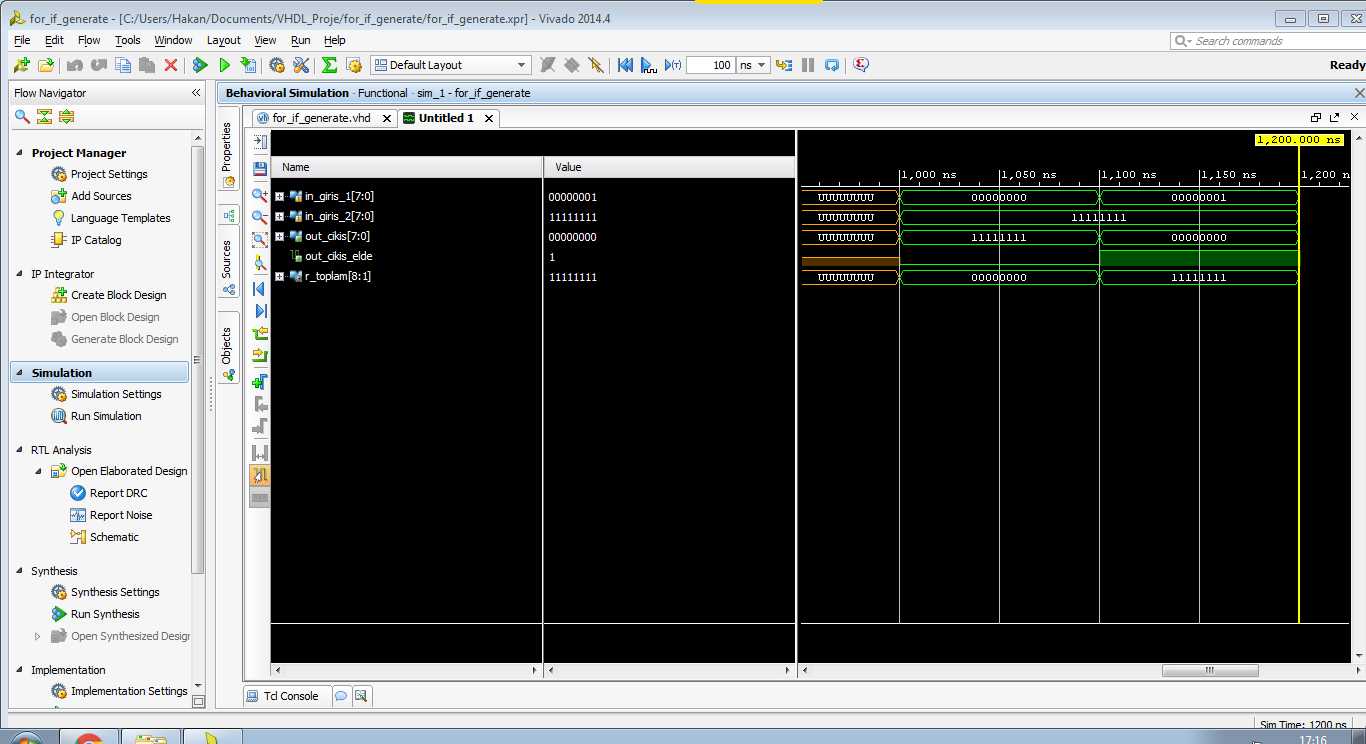 for_if_generate - [C:/Users/Hakan/Documents/VHDL_Proje/for_if_generate/for_if_generate.xpr] - Vivado 2014.4
File Edit Flow Tools Window Layout View Run Help
Search commands
Default Layout
100 ns
Ready
Flow Navigator
Behavioral Simulation - Functional - sim_1 - for_if_generate
Project Manager
Project Settings
Add Sources
Language Templates
IP Catalog
IP Integrator
Create Block Design
Open Block Design
Generate Block Design
Simulation
Simulation Settings
Run Simulation
RTL Analysis
Open Elaborated Design
Report DRC
Report Noise
Schematic
Synthesis
Synthesis Settings
Run Synthesis
Open Synthesized Design
Implementation
Implementation Settings
Properties
Sources
Objects
for_if_generate.vhd
Untitled 1
Name Value
in_giris_1[7:0] 00000001
in_giris_2[7:0] 11111111
out_cikis[7:0] 00000000
out_cikis_elde 1
r_toplam[8:1] 11111111
1,200.000 ns
1,000 ns 1,050 ns 1,100 ns 1,150 ns 1,200 n
UUUUUUUU 00000000 00000001
UUUUUUUU 11111111
UUUUUUUU 11111111 00000000
UUUUUUUU 00000000 11111111
Tcl Console
Sim Time: 1200 ns
17:16